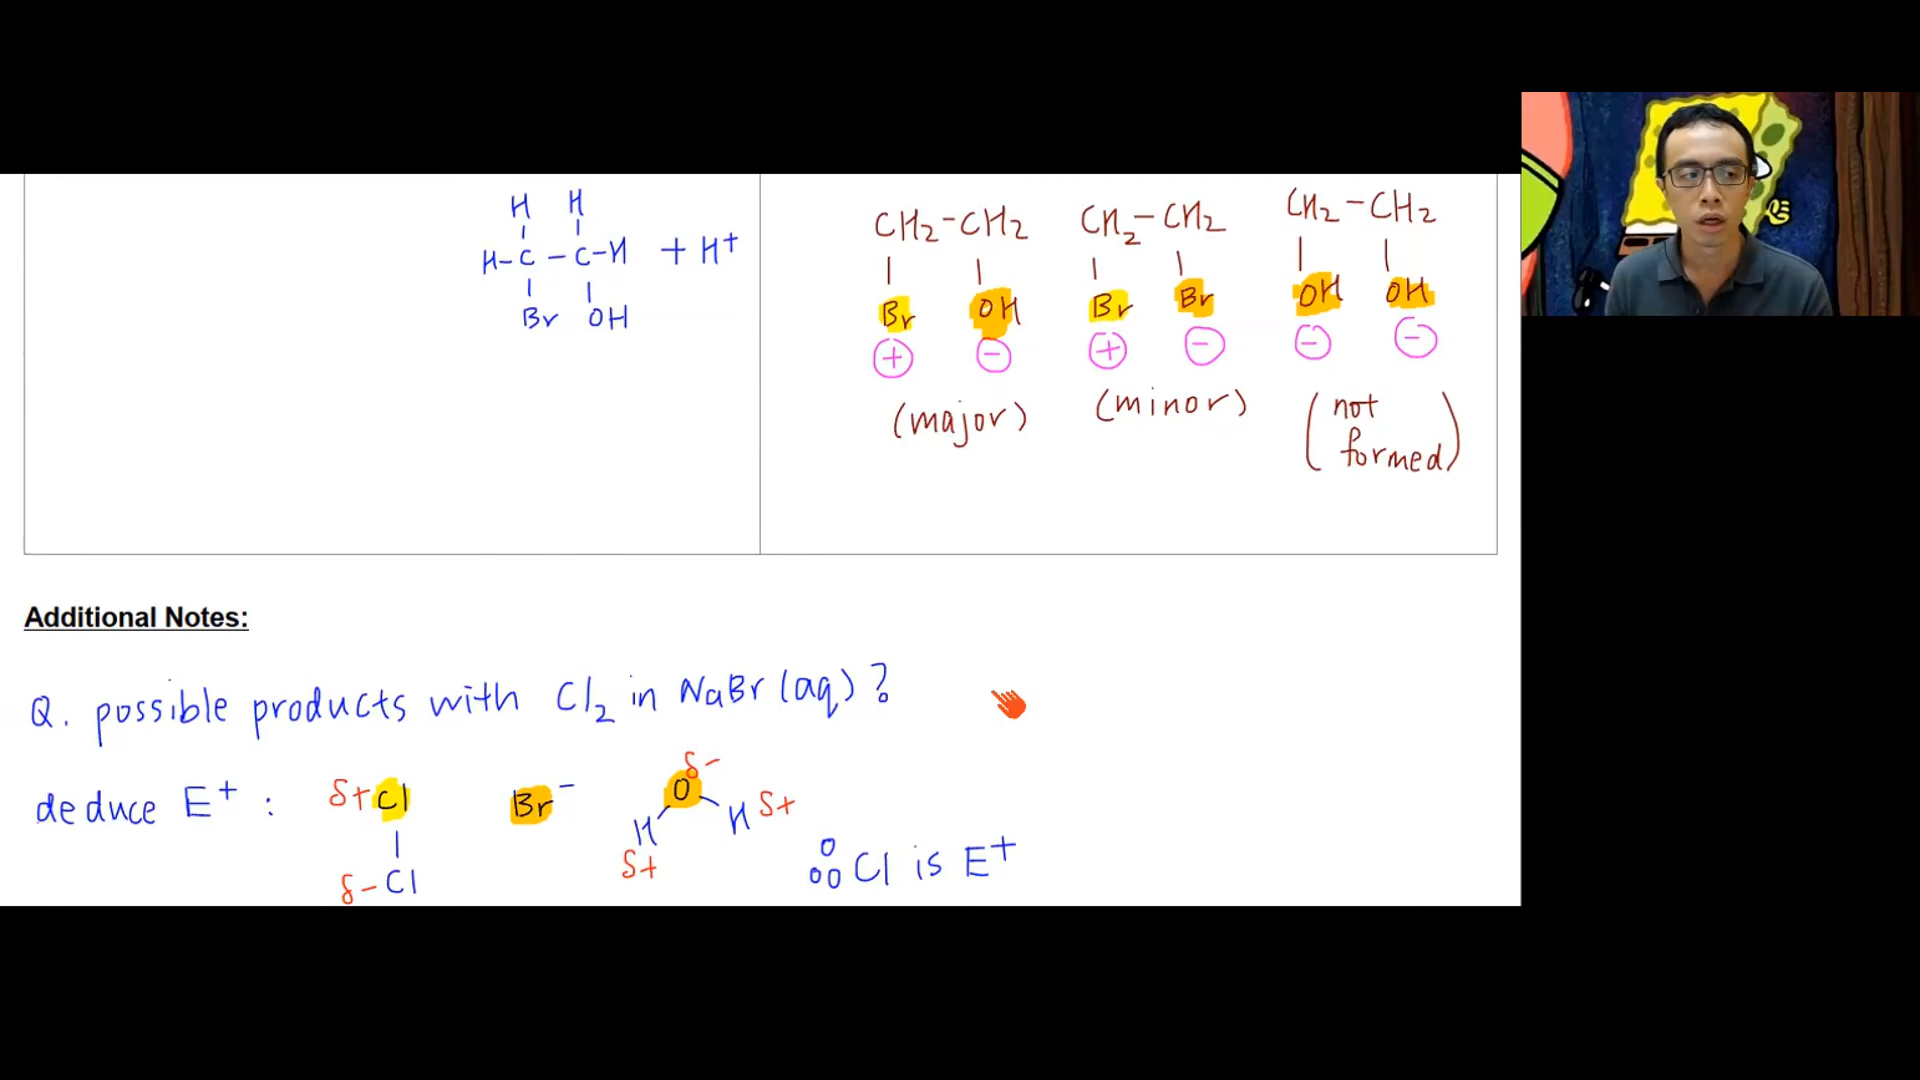 H H
H-C-C-H + H+
Br OH
CH2-CH2 CH2-CH2 CH2-CH2
Br OH Br Br OH OH
+ - + - - -
(major) (minor) (not formed)
Additional Notes:
Q. possible products with Cl2 in NaBr(aq)?
deduce E+ : δ+ Cl Br- O δ-
H H δ+
δ+
δ- Cl
Cl is E+